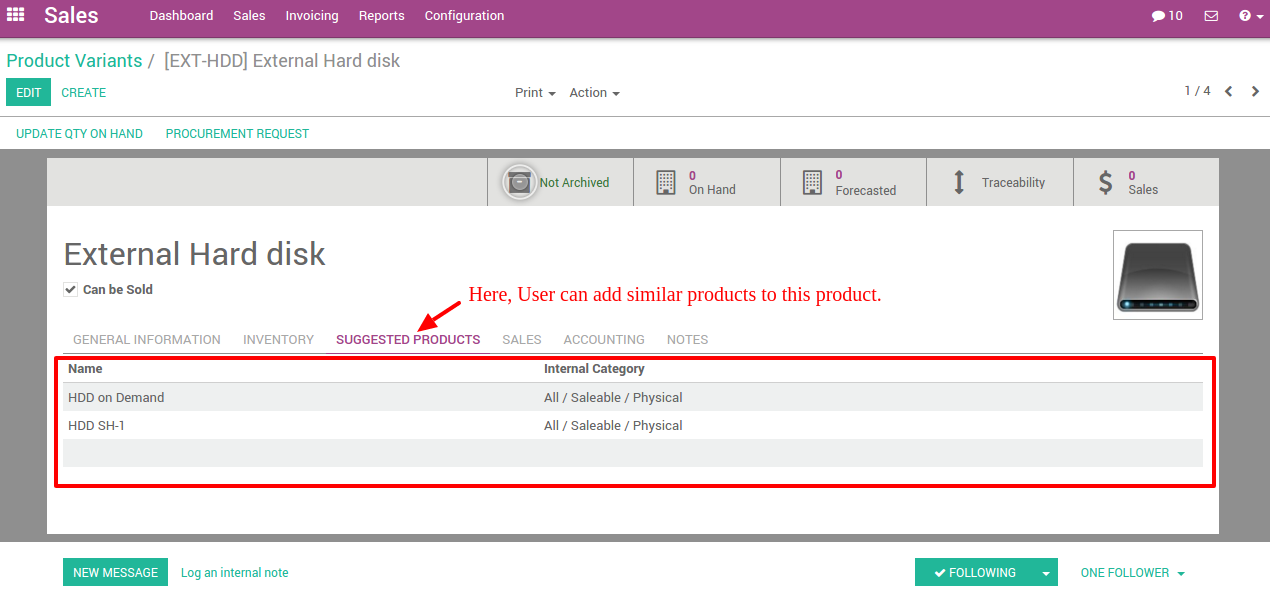 Sales Dashboard Sales Invoicing Reports Configuration 10 ?
Product Variants / [EXT-HDD] External Hard disk
EDIT CREATE Print Action 1 / 4
UPDATE QTY ON HAND PROCUREMENT REQUEST
Not Archived 0 On Hand 0 Forecasted Traceability $ 0 Sales
External Hard disk
Can be Sold
Here, User can add similar products to this product.
GENERAL INFORMATION INVENTORY SUGGESTED PRODUCTS SALES ACCOUNTING NOTES
Name Internal Category
HDD on Demand All / Saleable / Physical
HDD SH-1 All / Saleable / Physical
NEW MESSAGE Log an internal note FOLLOWING ONE FOLLOWER